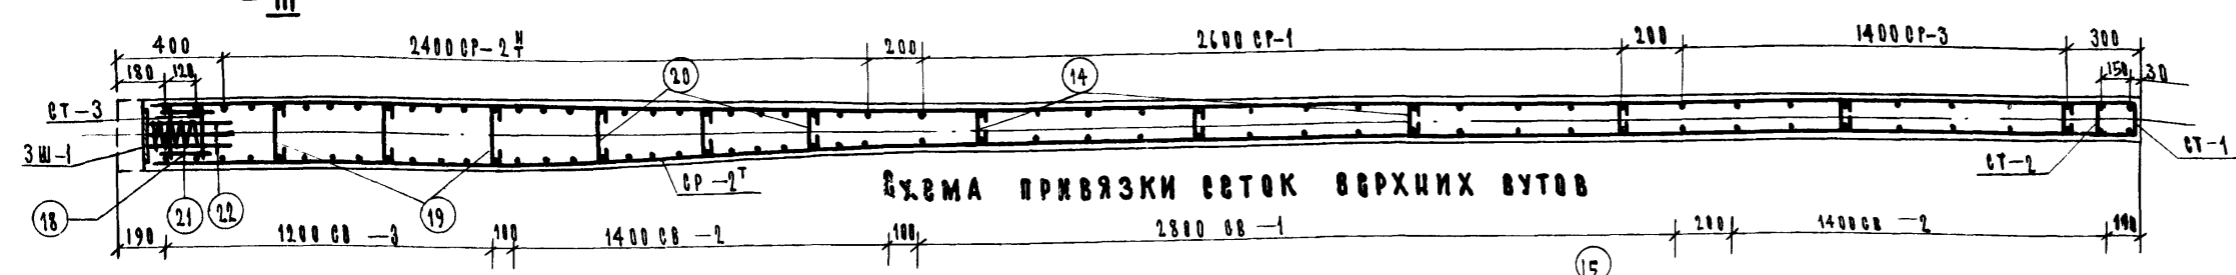 III
400 2400 СР-2 Н/Т 200 2600 СР-1 200 1400 СР-3 300
180 120 150 30
20 14
СТ-3
ЗШ-1
СТ-1
СТ-2
СР-2Т
СХЕМА ПРИВЯЗКИ СЕТОК ВЕРХНИХ ВУТОВ
18 21 22 19
190 1200 СВ-3 100 1400 СВ-2 100 2800 СВ-1 200 1400 СВ-2
15